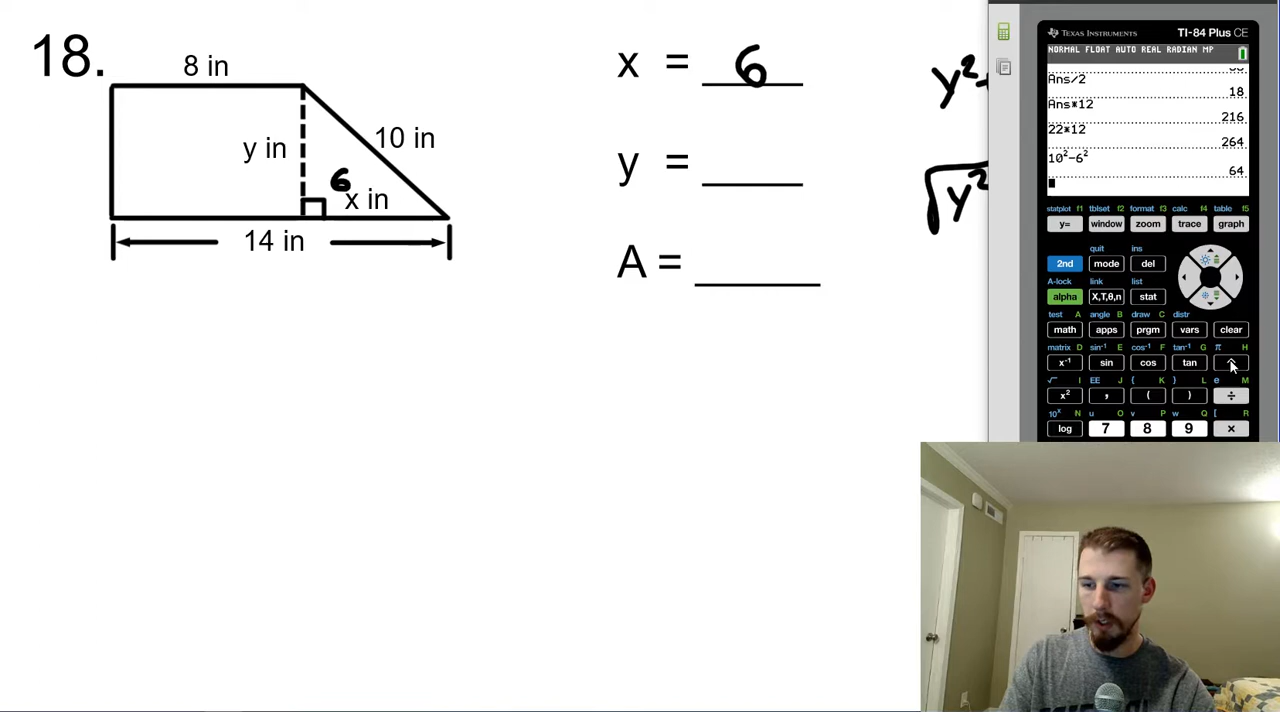 18.
8 in
y in
10 in
6
x in
14 in
x = 6
y =
A =
y²
√y²
TEXAS INSTRUMENTS TI-84 Plus CE
NORMAL FLOAT AUTO REAL RADIAN MP
Ans/2
18
Ans*12
216
22*12
264
10²-6²
64
statplot f1 tblset f2 format f3 calc f4 table f5
y= window zoom trace graph
quit ins
2nd mode del
A-lock link list
alpha X,T,θ,n stat
test A angle B draw C distr
math apps prgm vars clear
matrix D sin⁻¹ E cos⁻¹ F tan⁻¹ G π H
x⁻¹ sin cos tan ^
√ I EE J { K } L e M
x² , ( ) ÷
10ˣ N u O v P w Q [ R
log 7 8 9 ×